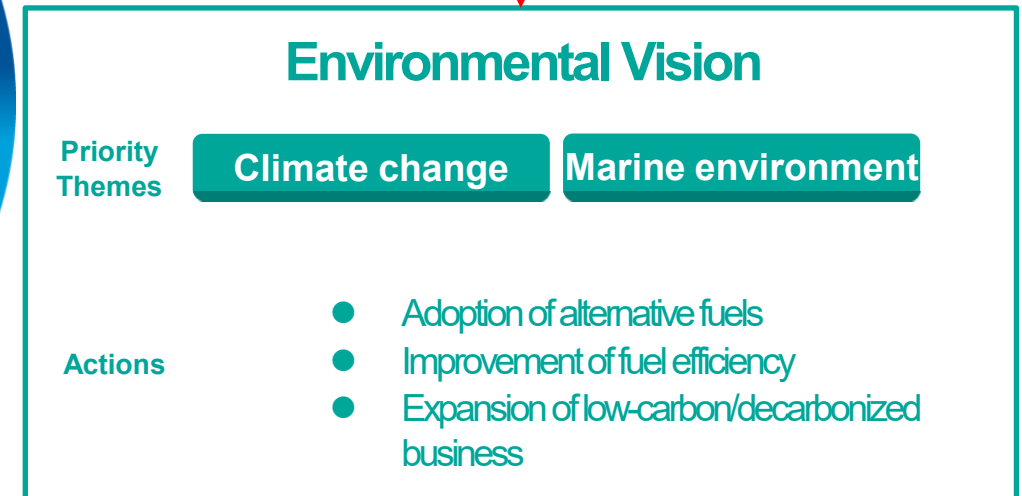 Environmental Vision
Priority
Themes
Climate change
Marine environment
Actions
● Adoption of alternative fuels
● Improvement of fuel efficiency
● Expansion of low-carbon/decarbonized
business